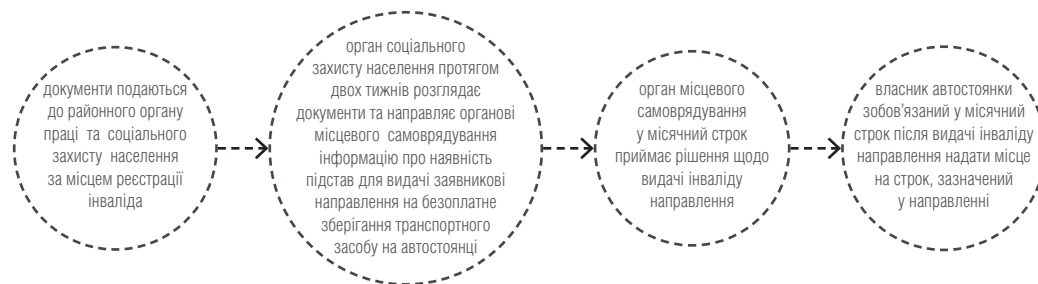 документи подаються
до районного органу
праці та соціального
захисту населення
за місцем реєстрації
інваліда
орган соціального
захисту населення протягом
двох тижнів розглядає
документи та направляє органові
місцевого самоврядування
інформацію про наявність
підстав для видачі заявникові
направлення на безоплатне
зберігання транспортного
засобу на автостоянці
орган місцевого
самоврядування
у місячний строк
приймає рішення щодо
видачі інваліду
направлення
власник автостоянки
зобов’язаний у місячний
строк після видачі інваліду
направлення надати місце
на строк, зазначений
у направленні